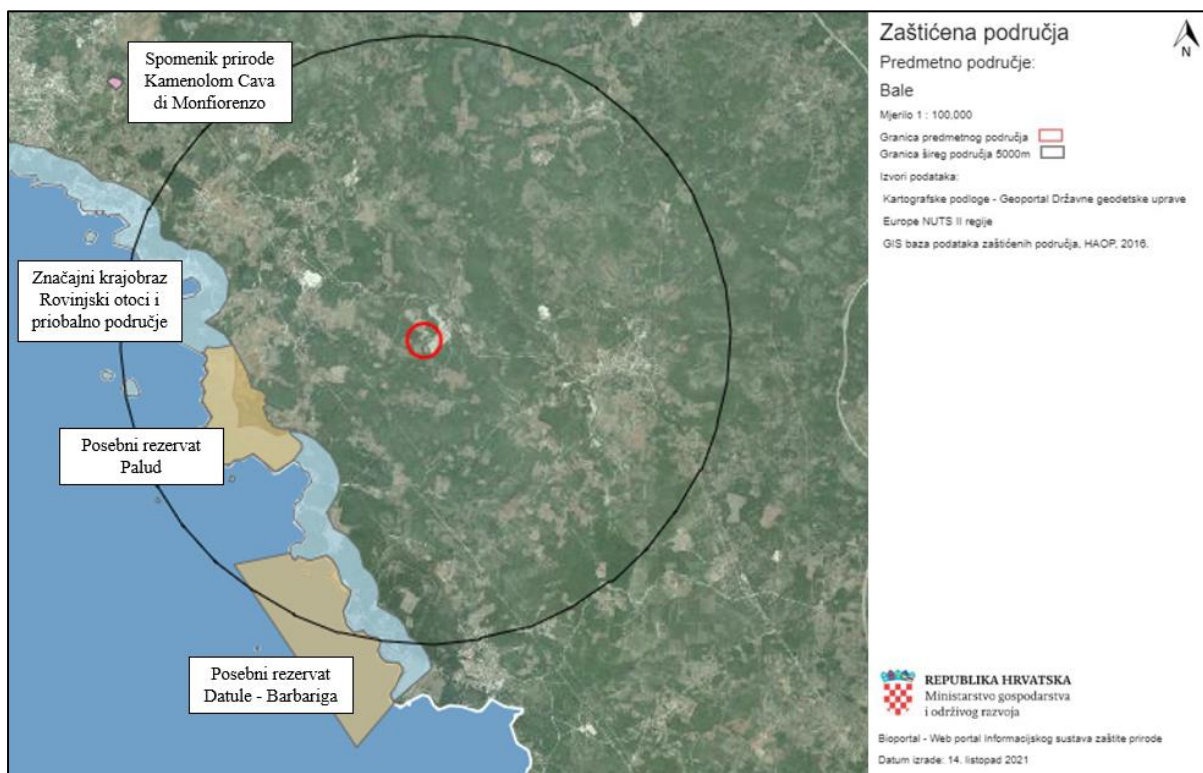 Spomenik prirode
Kamenolom Cava
di Monfiorenzo
Značajni krajobraz
Rovinjski otoci i
priobalno područje
Posebni rezervat
Palud
Posebni rezervat
Datule - Barbariga
Zaštićena područja
N
Predmetno područje:
Bale
Mjerilo 1 : 100,000
Granica predmetnog područja
Granica šireg područja 5000m
Izvori podataka:
Kartografske podloge - Geoportal Državne geodetske uprave
Europe NUTS II regije
GIS baza podataka zaštićenih područja, HAOP, 2016.
REPUBLIKA HRVATSKA
Ministarstvo gospodarstva
i održivog razvoja
Bioportal - Web portal Informacijskog sustava zaštite prirode
Datum izrade: 14. listopad 2021